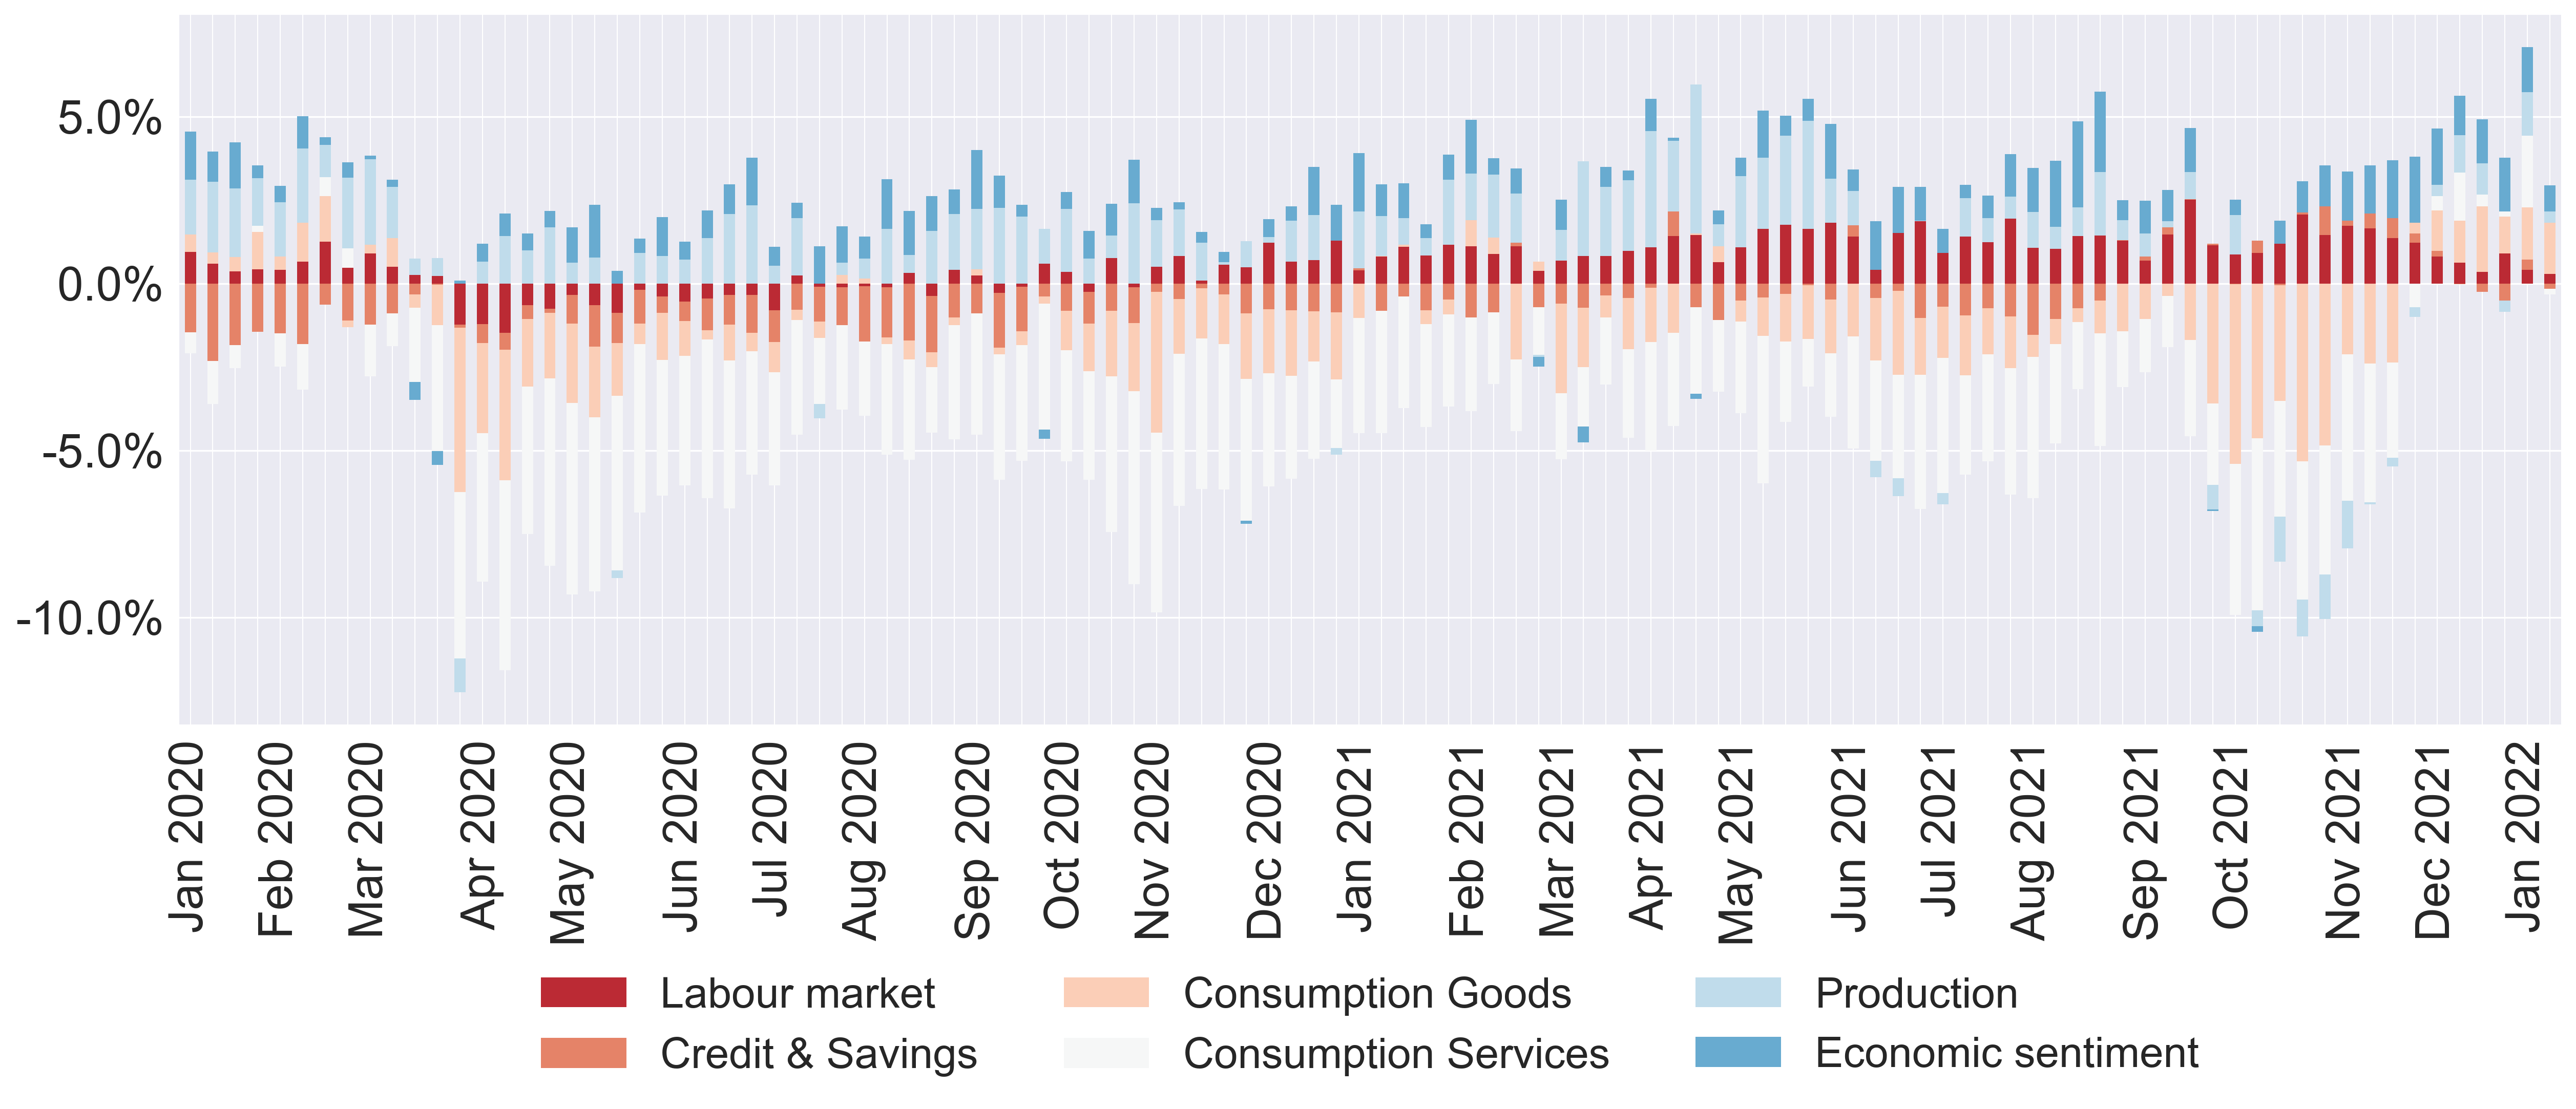 5.0%
0.0%
-5.0%
-10.0%
Jan 2020
Feb 2020
Mar 2020
Apr 2020
May 2020
Jun 2020
Jul 2020
Aug 2020
Sep 2020
Oct 2020
Nov 2020
Dec 2020
Jan 2021
Feb 2021
Mar 2021
Apr 2021
May 2021
Jun 2021
Jul 2021
Aug 2021
Sep 2021
Oct 2021
Nov 2021
Dec 2021
Jan 2022
Labour market
Consumption Goods
Production
Credit & Savings
Consumption Services
Economic sentiment